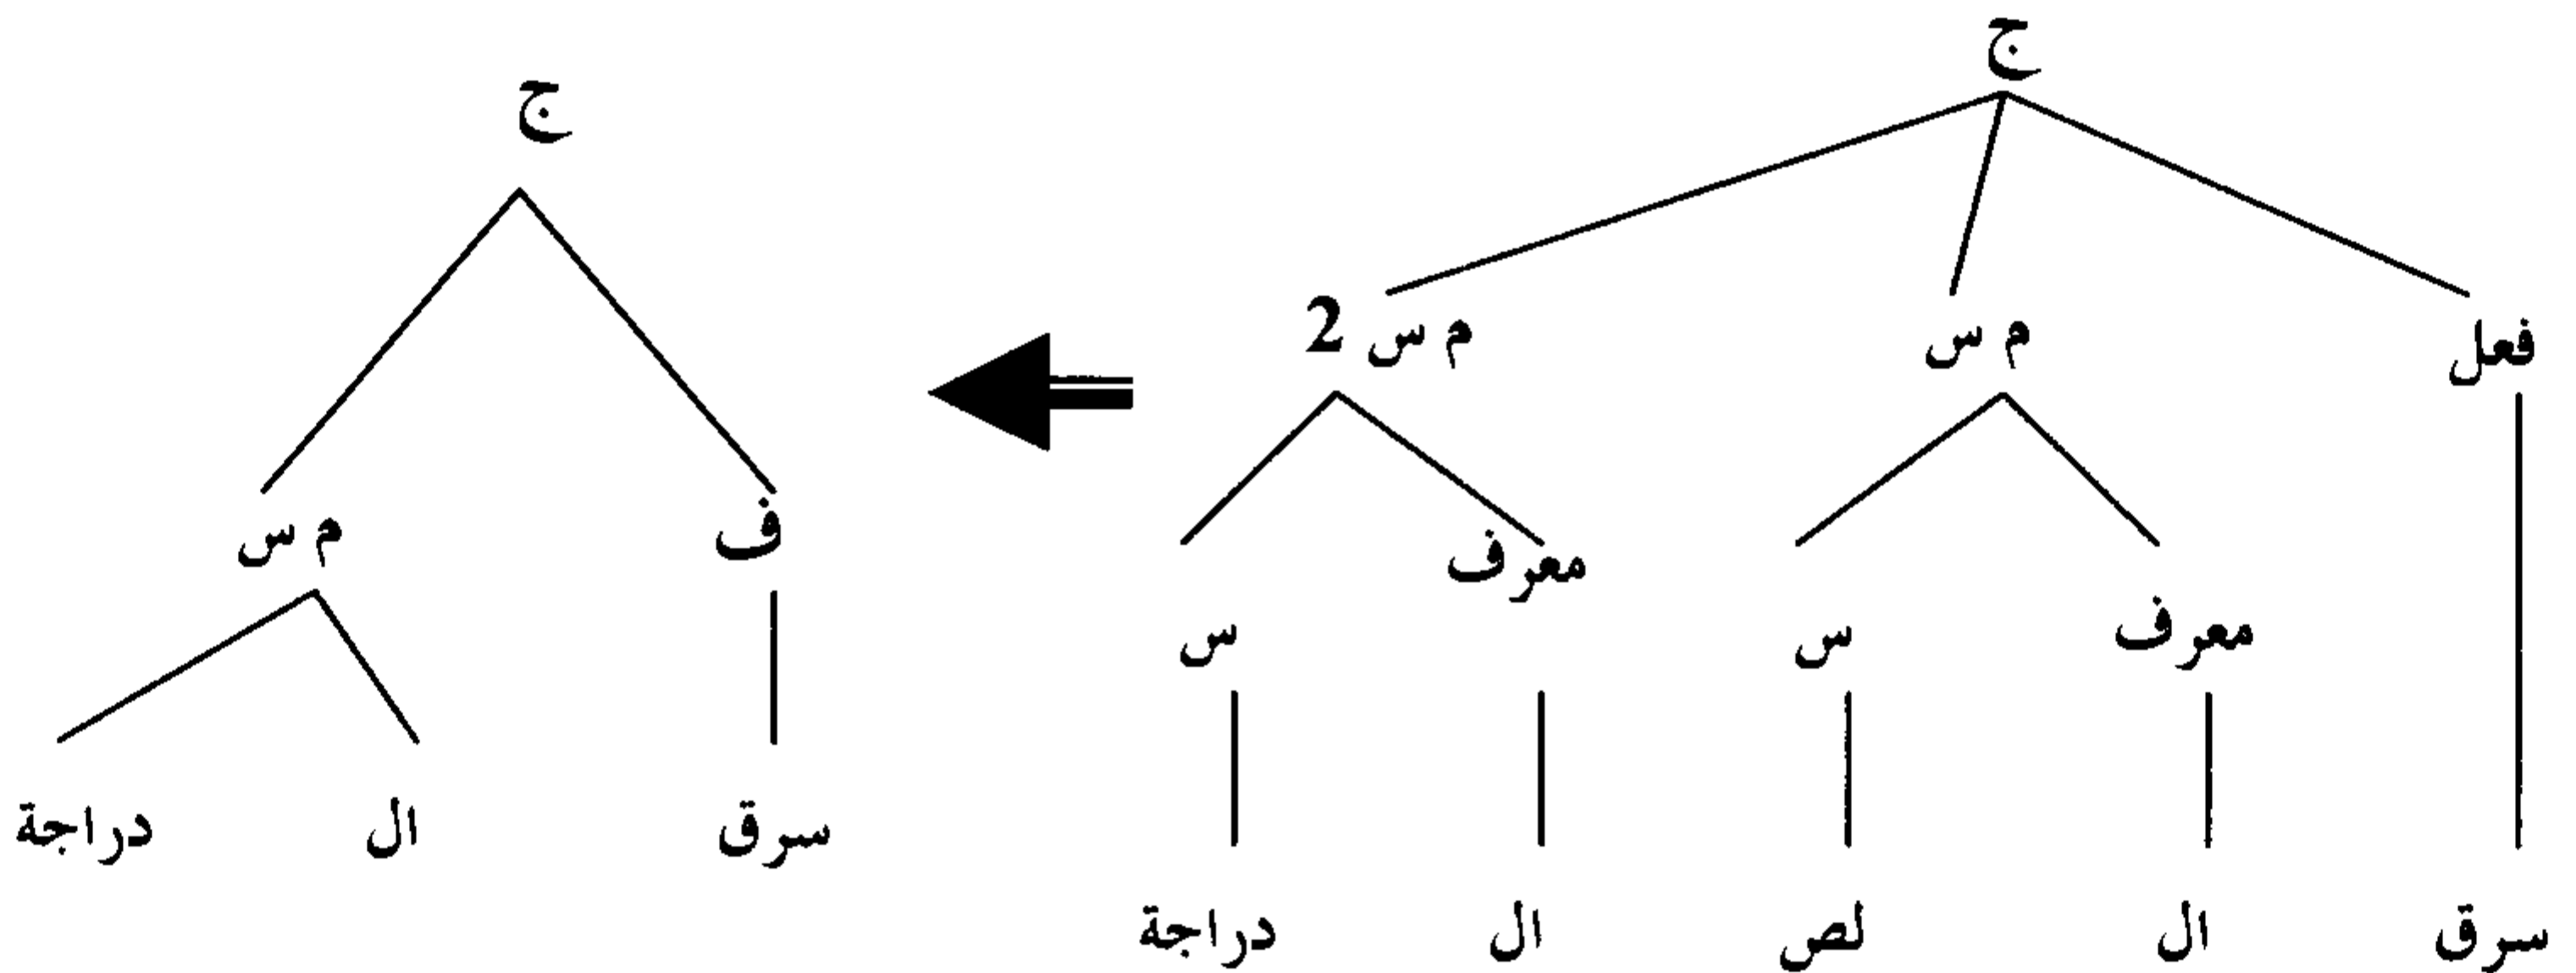 ج
ج
فعل م س م س 2
ف م س
معرف س معرف س
سرق ال دراجة
سرق ال لص ال دراجة